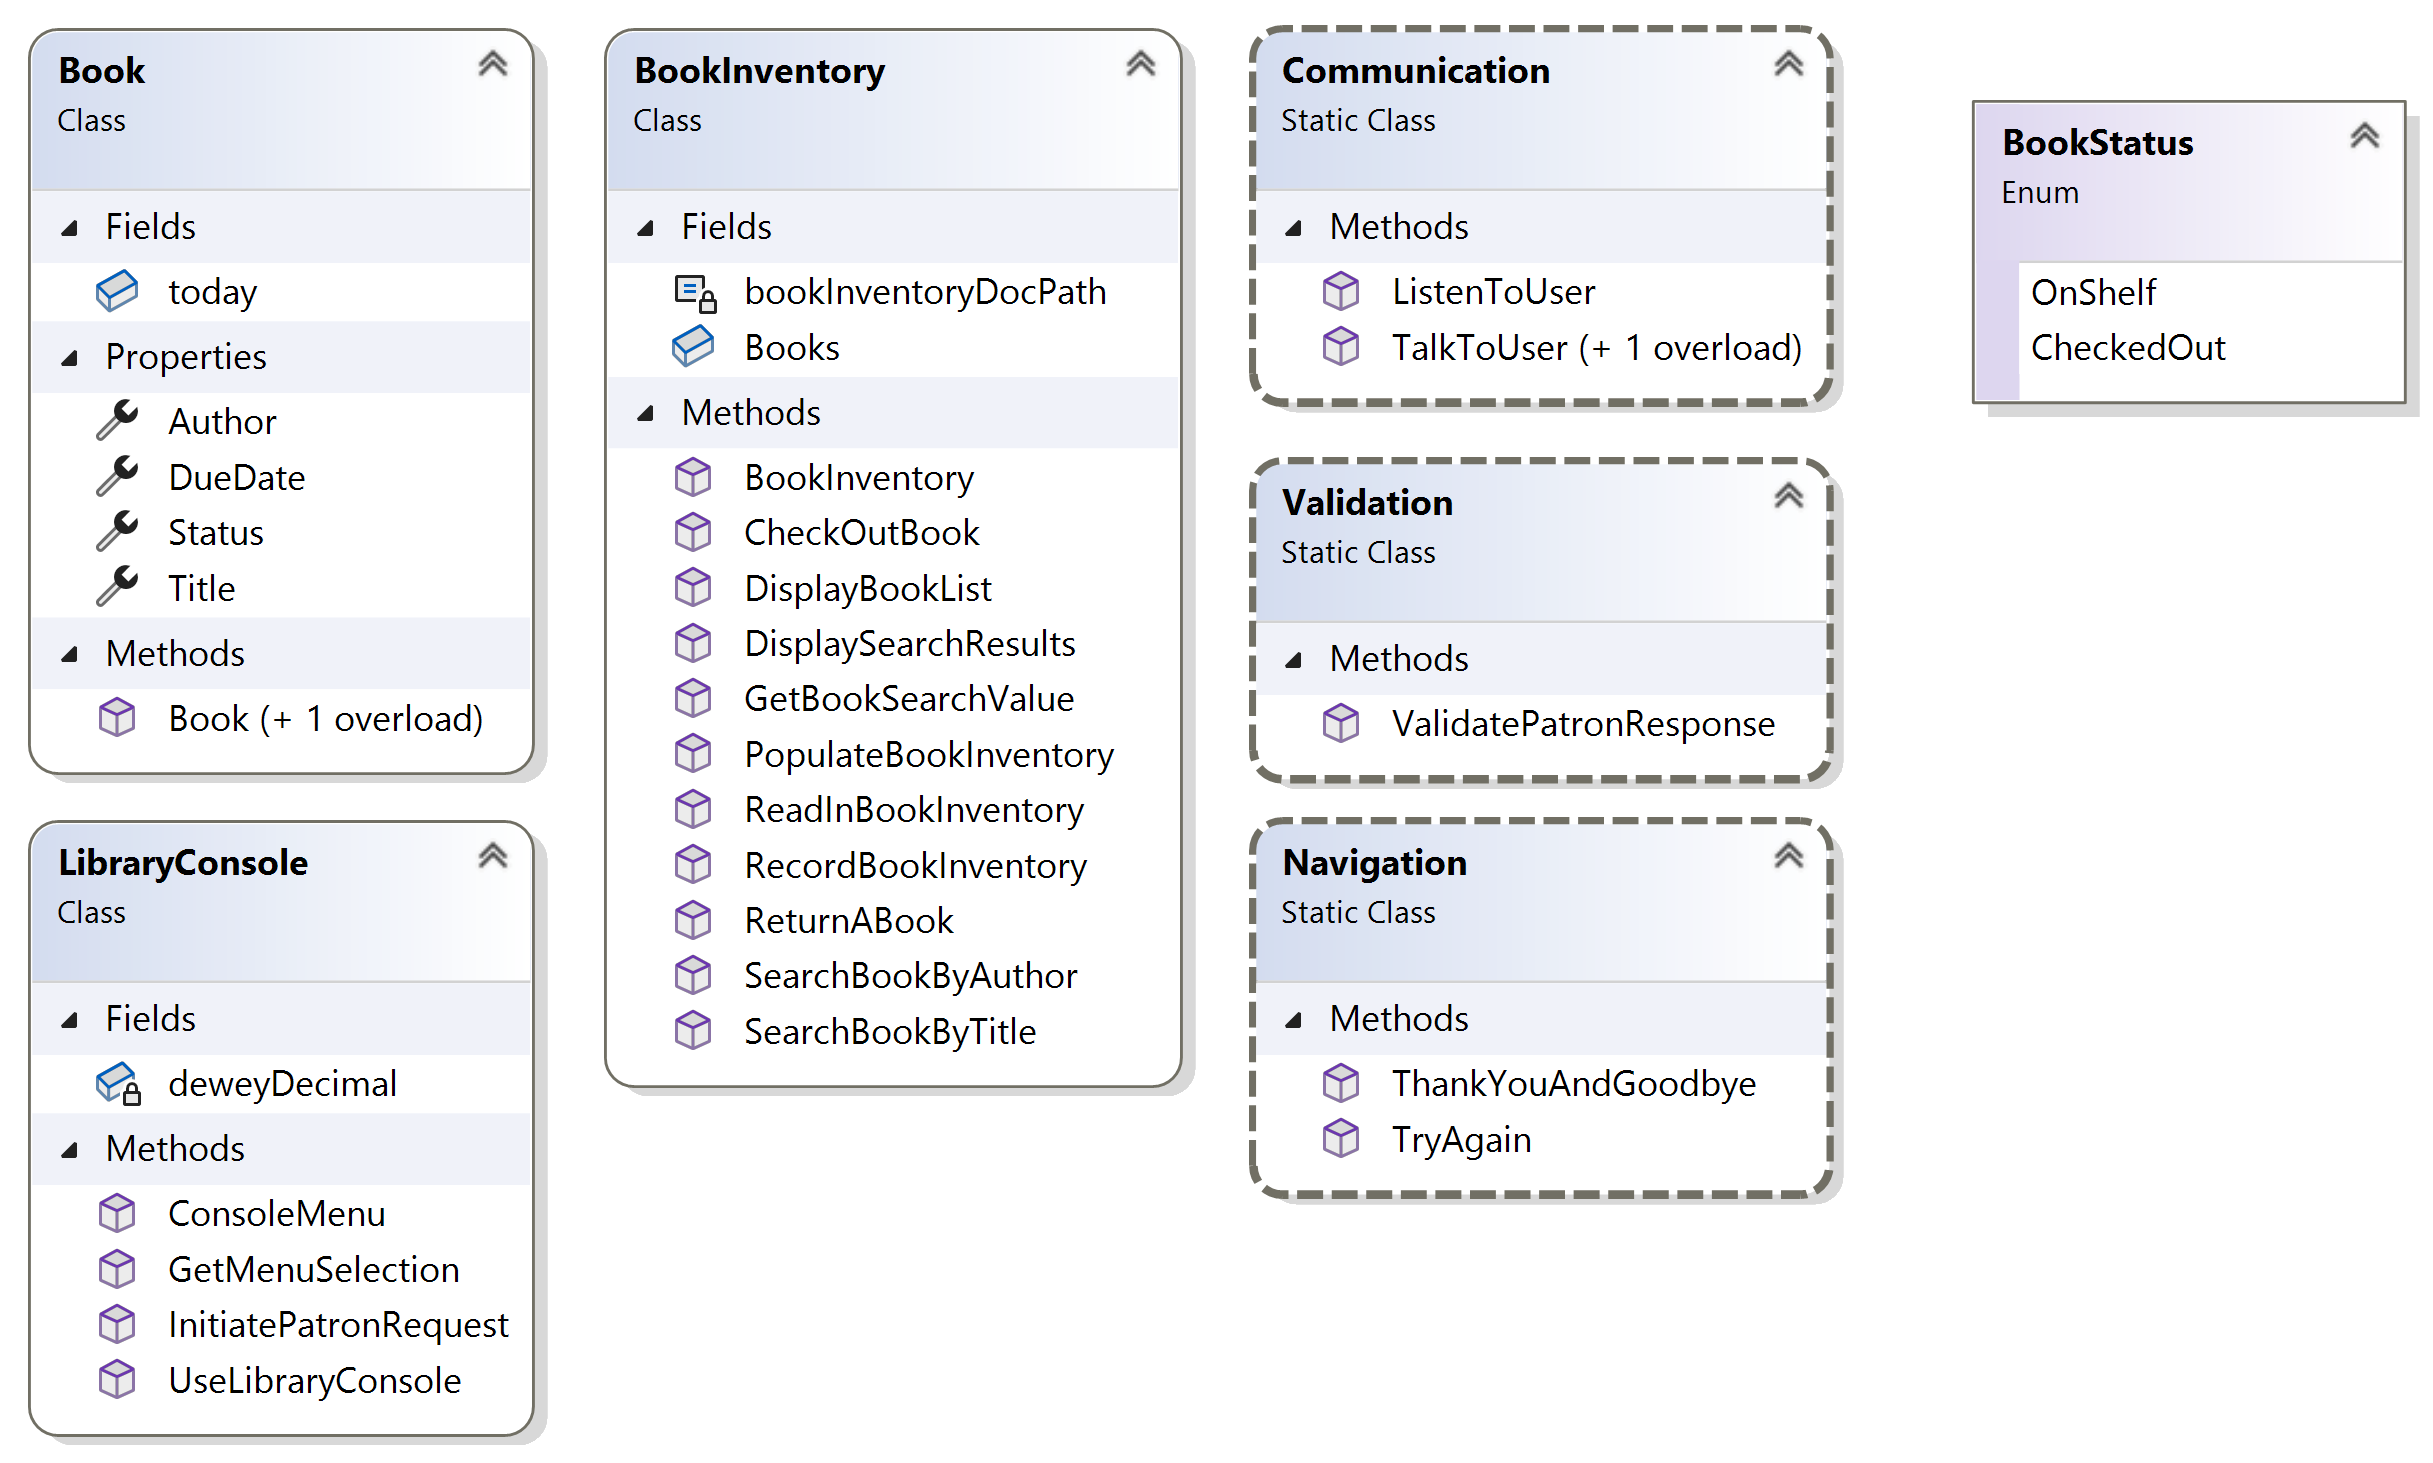 Book
Class
Fields
today
Properties
Author
DueDate
Status
Title
Methods
Book (+ 1 overload)
LibraryConsole
Class
Fields
deweyDecimal
Methods
ConsoleMenu
GetMenuSelection
InitiatePatronRequest
UseLibraryConsole
BookInventory
Class
Fields
bookInventoryDocPath
Books
Methods
BookInventory
CheckOutBook
DisplayBookList
DisplaySearchResults
GetBookSearchValue
PopulateBookInventory
ReadInBookInventory
RecordBookInventory
ReturnABook
SearchBookByAuthor
SearchBookByTitle
Communication
Static Class
Methods
ListenToUser
TalkToUser (+ 1 overload)
Validation
Static Class
Methods
ValidatePatronResponse
Navigation
Static Class
Methods
ThankYouAndGoodbye
TryAgain
BookStatus
Enum
OnShelf
CheckedOut